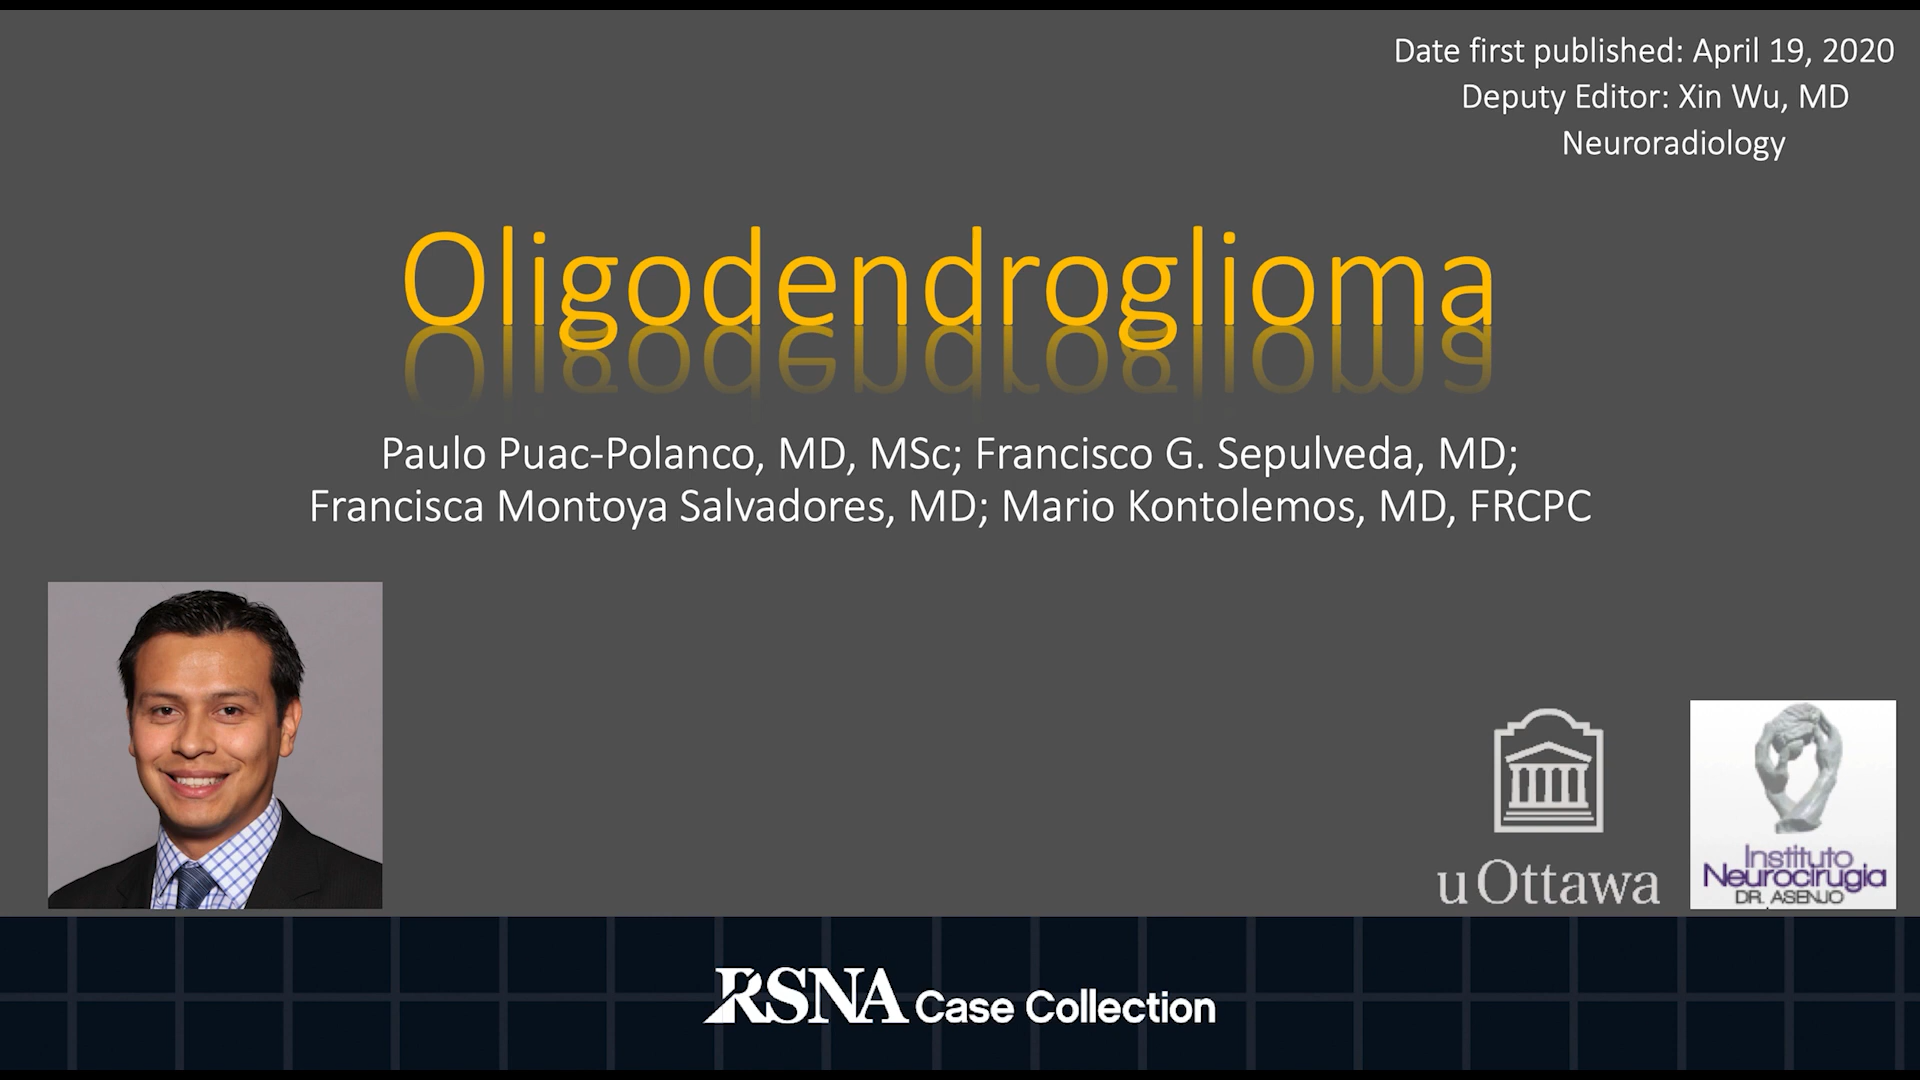 Date first published: April 19, 2020
Deputy Editor: Xin Wu, MD
Neuroradiology
Oligodendroglioma
Paulo Puac-Polanco, MD, MSc; Francisco G. Sepulveda, MD;
Francisca Montoya Salvadores, MD; Mario Kontolemos, MD, FRCPC
uOttawa
Instituto
Neurocirugia
DR. ASENJO
RSNA Case Collection